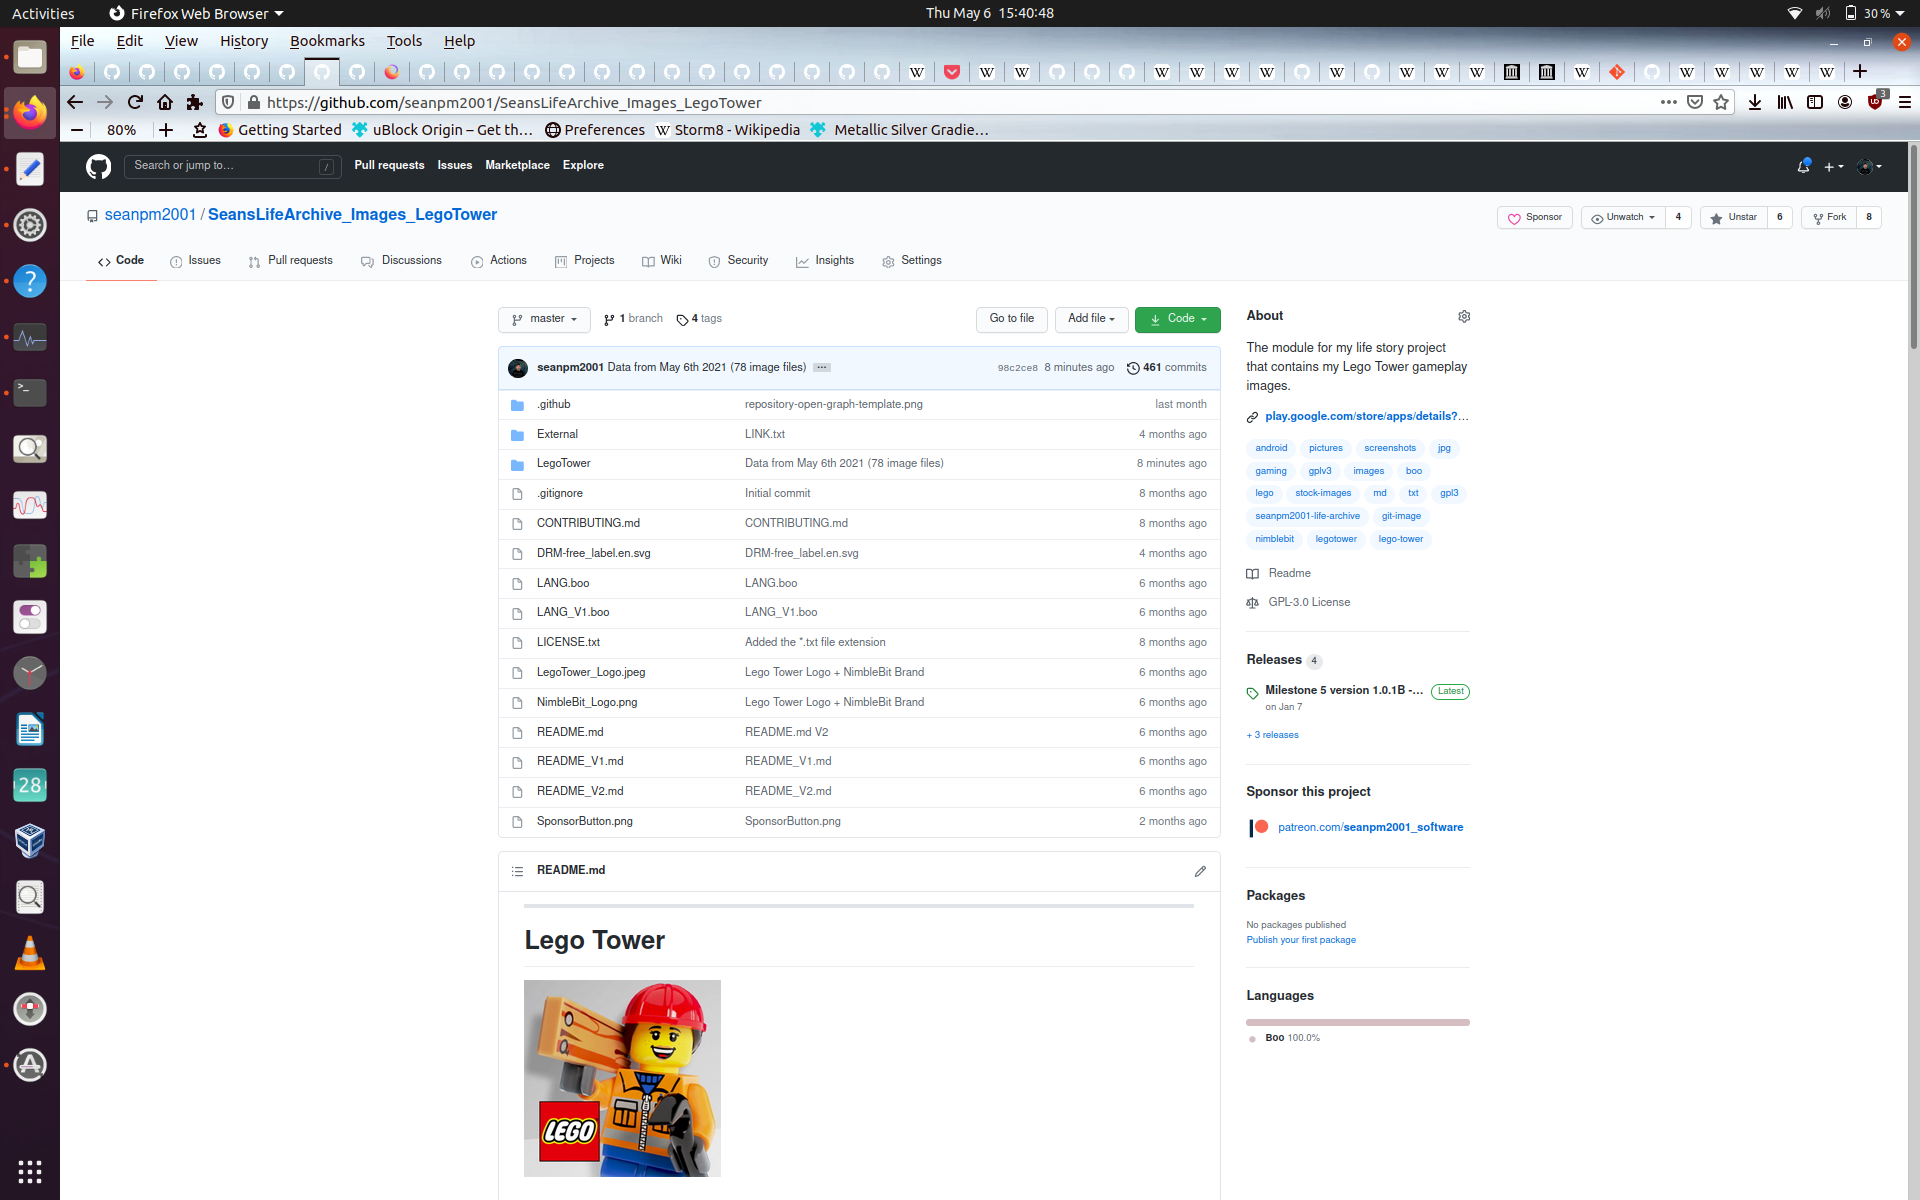 Activities
Firefox Web Browser
Thu May 6 15:40:48
30 %
File Edit View History Bookmarks Tools Help
https://github.com/seanpm2001/SeansLifeArchive_Images_LegoTower
3
80%
Getting Started
uBlock Origin – Get th…
Preferences
Storm8 - Wikipedia
Metallic Silver Gradie…
Search or jump to…
/
Pull requests Issues Marketplace Explore
seanpm2001 / SeansLifeArchive_Images_LegoTower
Sponsor
Unwatch 4
Unstar 6
Fork 8
Code Issues Pull requests Discussions Actions Projects Wiki Security Insights Settings
master
1 branch
4 tags
Go to file
Add file
Code
seanpm2001 Data from May 6th 2021 (78 image files) ... 98c2ce8 8 minutes ago 461 commits
.github repository-open-graph-template.png last month
External LINK.txt 4 months ago
LegoTower Data from May 6th 2021 (78 image files) 8 minutes ago
.gitignore Initial commit 8 months ago
CONTRIBUTING.md CONTRIBUTING.md 8 months ago
DRM-free_label.en.svg DRM-free_label.en.svg 4 months ago
LANG.boo LANG.boo 6 months ago
LANG_V1.boo LANG_V1.boo 6 months ago
LICENSE.txt Added the *.txt file extension 8 months ago
LegoTower_Logo.jpeg Lego Tower Logo + NimbleBit Brand 6 months ago
NimbleBit_Logo.png Lego Tower Logo + NimbleBit Brand 6 months ago
README.md README.md V2 6 months ago
README_V1.md README_V1.md 6 months ago
README_V2.md README_V2.md 6 months ago
SponsorButton.png SponsorButton.png 2 months ago
README.md
Lego Tower
LEGO
About
The module for my life story project
that contains my Lego Tower gameplay
images.
play.google.com/store/apps/details?…
android pictures screenshots jpg
gaming gplv3 images boo
lego stock-images md txt gpl3
seanpm2001-life-archive git-image
nimblebit legotower lego-tower
Readme
GPL-3.0 License
Releases 4
Milestone 5 version 1.0.1B -… Latest
on Jan 7
+ 3 releases
Sponsor this project
patreon.com/seanpm2001_software
Packages
No packages published
Publish your first package
Languages
Boo 100.0%
28